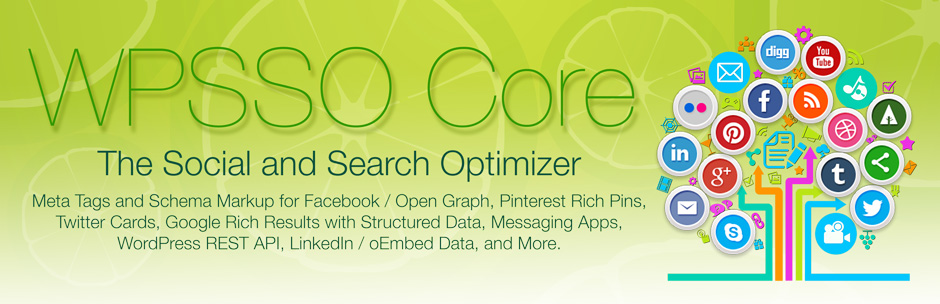 WPSSO Core
The Social and Search Optimizer
Meta Tags and Schema Markup for Facebook / Open Graph, Pinterest Rich Pins,
Twitter Cards, Google Rich Results with Structured Data, Messaging Apps,
WordPress REST API, LinkedIn / oEmbed Data, and More.
digg
You
Tube
f
in
g+
t
S